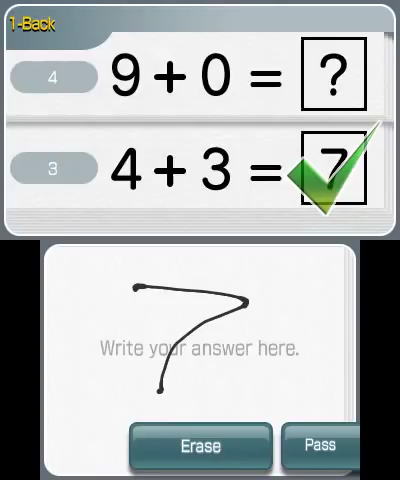 1-Back
4 9 + 0 = ?
3 4 + 3 = 7
7
Write your answer here.
Erase Pass